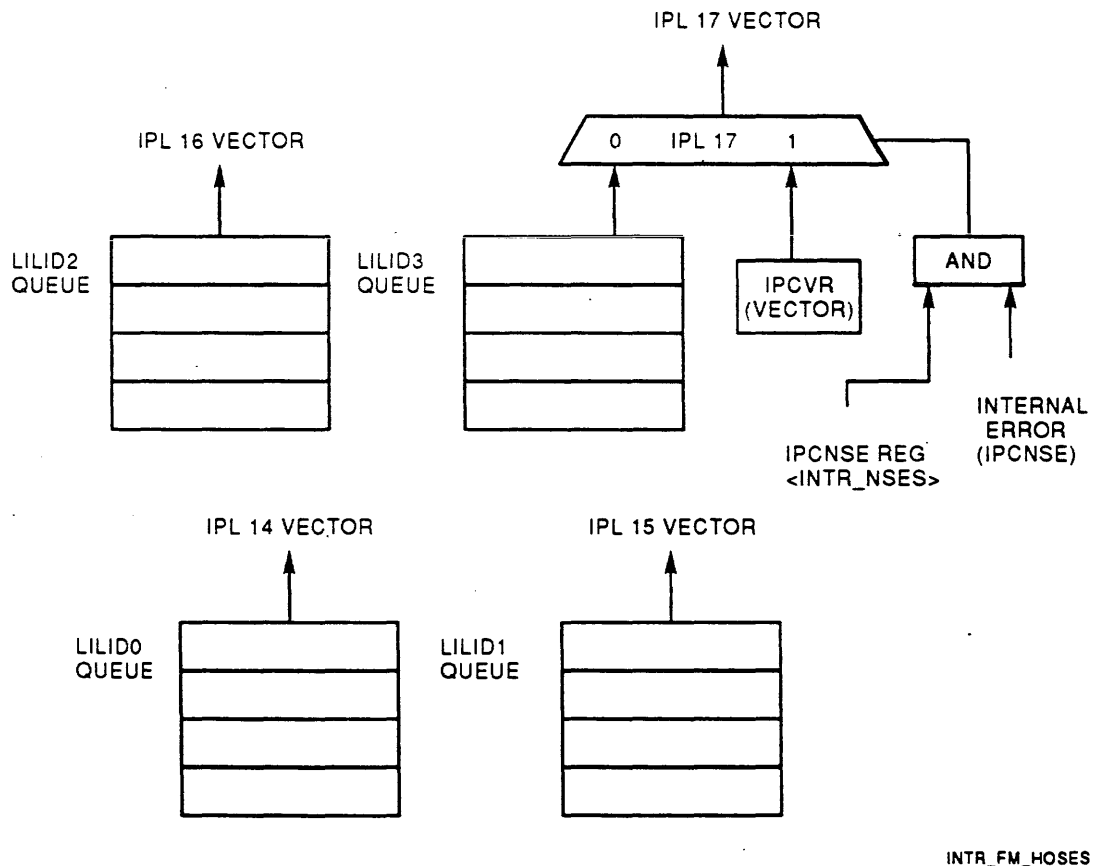 IPL 17 VECTOR
IPL 16 VECTOR
0 IPL 17 1
LILID2
QUEUE
LILID3
QUEUE
IPCVR
(VECTOR)
AND
IPCNSE REG
<INTR_NSES>
INTERNAL
ERROR
(IPCNSE)
IPL 14 VECTOR
IPL 15 VECTOR
LILID0
QUEUE
LILID1
QUEUE
INTR_FM_HOSES